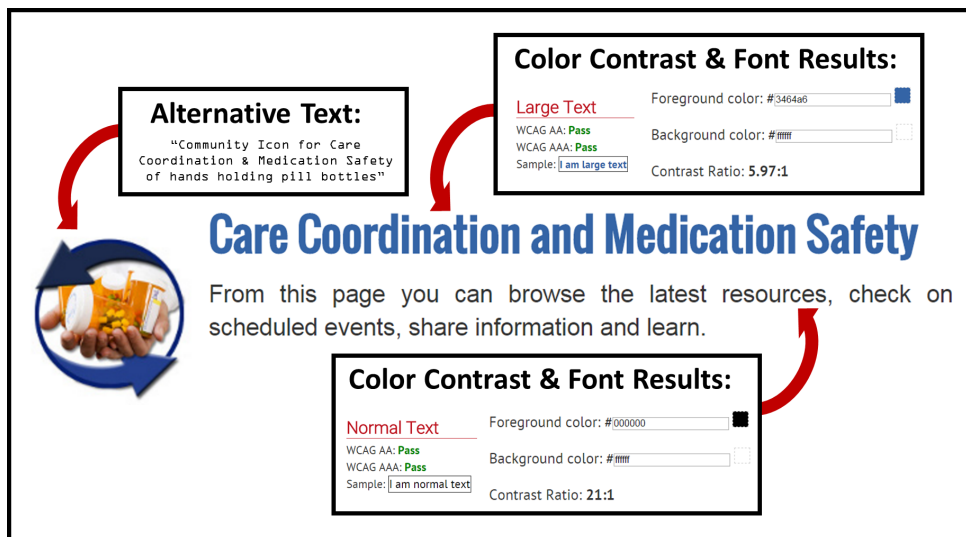 Color Contrast & Font Results:
Large Text
WCAG AA: Pass
WCAG AAA: Pass
Sample: I am large text
Foreground color: #3464a6
Background color: #ffffff
Contrast Ratio: 5.97:1
Alternative Text:
“Community Icon for Care
Coordination & Medication Safety
of hands holding pill bottles”
Care Coordination and Medication Safety
From this page you can browse the latest resources, check on
scheduled events, share information and learn.
Color Contrast & Font Results:
Normal Text
WCAG AA: Pass
WCAG AAA: Pass
Sample: I am normal text
Foreground color: #000000
Background color: #ffffff
Contrast Ratio: 21:1